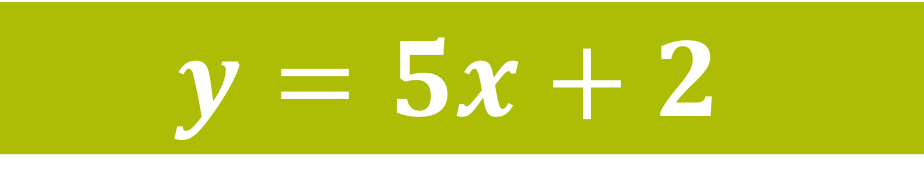 y = 5x + 2